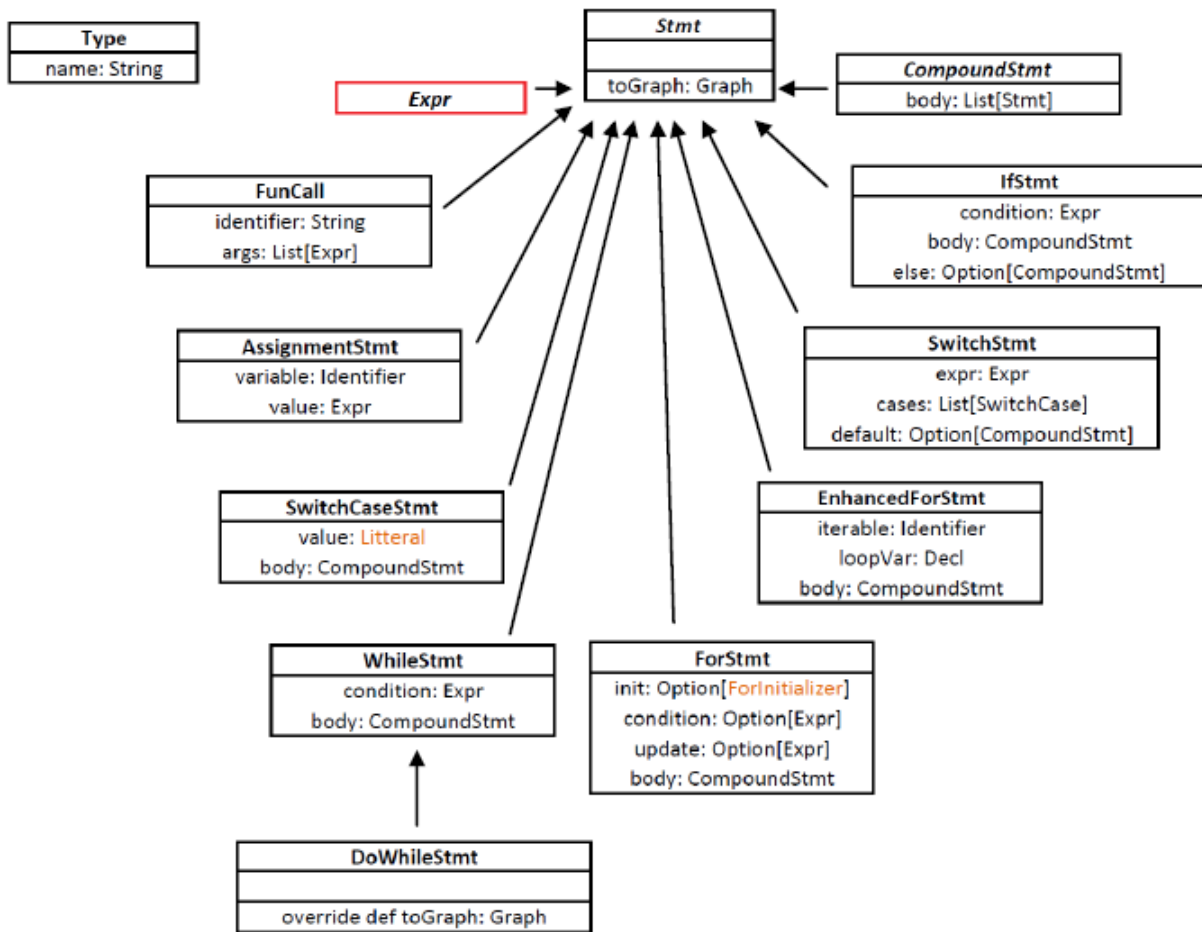 Stmt
toGraph: Graph
Type
name: String
Expr
CompoundStmt
body: List[Stmt]
FunCall
identifier: String
args: List[Expr]
IfStmt
condition: Expr
body: CompoundStmt
else: Option[CompoundStmt]
AssignmentStmt
variable: Identifier
value: Expr
SwitchStmt
expr: Expr
cases: List[SwitchCase]
default: Option[CompoundStmt]
SwitchCaseStmt
value: Litteral
body: CompoundStmt
EnhancedForStmt
iterable: Identifier
loopVar: Decl
body: CompoundStmt
WhileStmt
condition: Expr
body: CompoundStmt
ForStmt
init: Option[ForInitializer]
condition: Option[Expr]
update: Option[Expr]
body: CompoundStmt
DoWhileStmt
override def toGraph: Graph